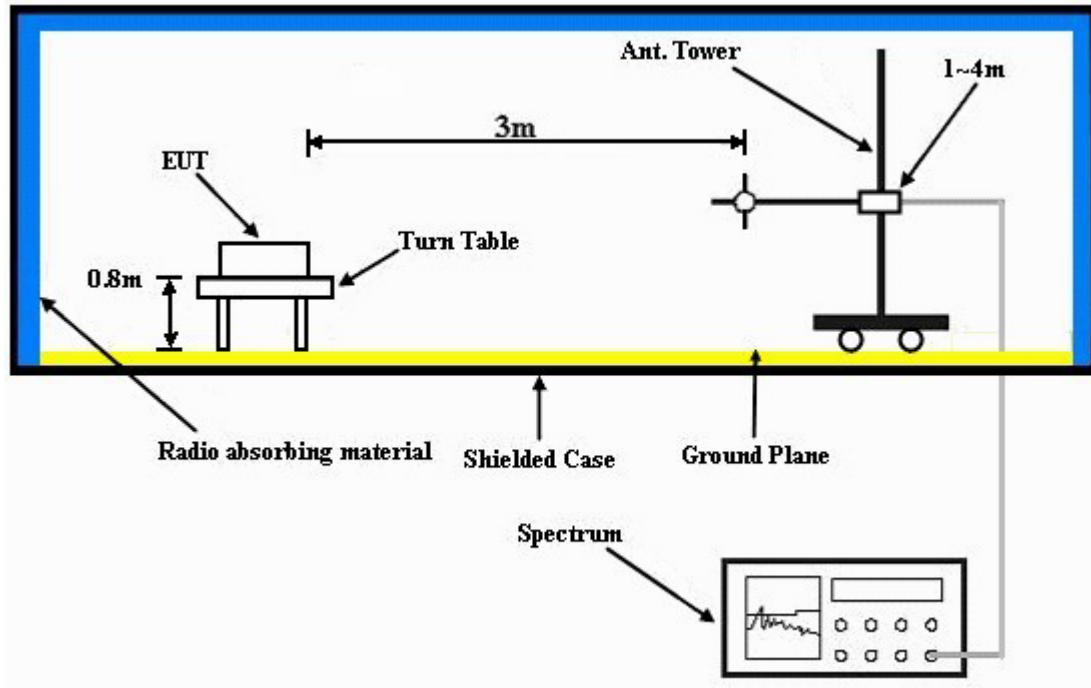 Ant. Tower
1~4m
3m
EUT
Turn Table
0.8m
Radio absorbing material
Shielded Case
Ground Plane
Spectrum